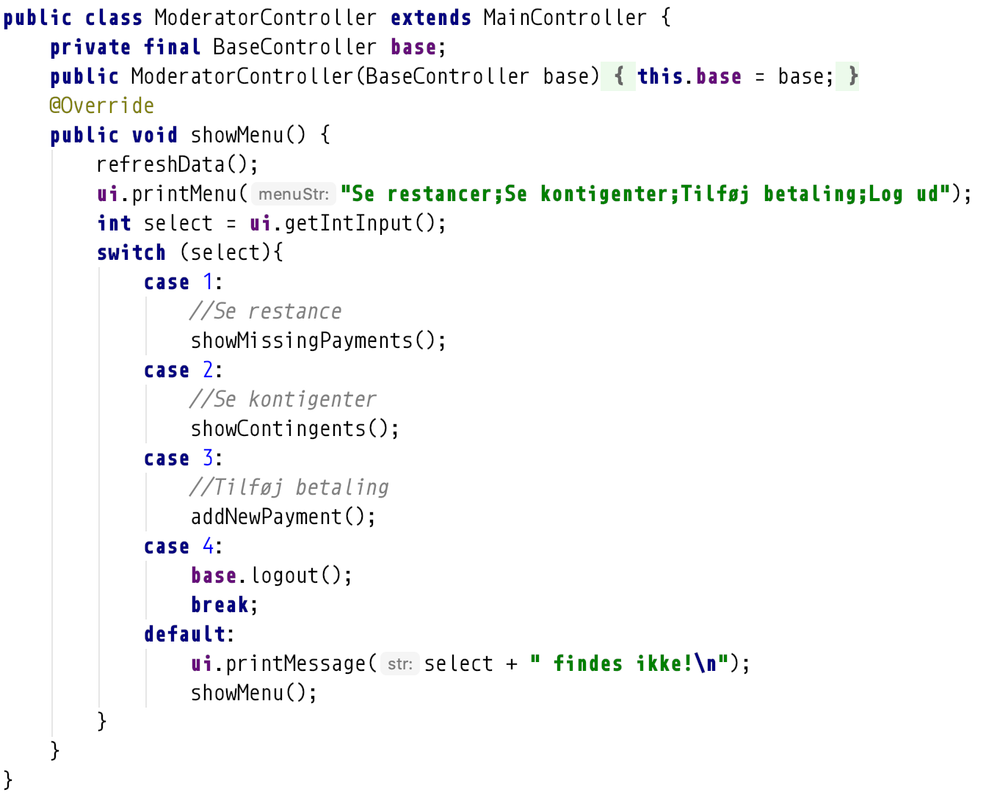 public class ModeratorController extends MainController {
    private final BaseController base;
    public ModeratorController(BaseController base) { this.base = base; }
    @Override
    public void showMenu() {
        refreshData();
        ui.printMenu( menuStr: "Se restancer;Se kontigenter;Tilføj betaling;Log ud");
        int select = ui.getIntInput();
        switch (select){
            case 1:
                //Se restance
                showMissingPayments();
            case 2:
                //Se kontigenter
                showContingents();
            case 3:
                //Tilføj betaling
                addNewPayment();
            case 4:
                base.logout();
                break;
            default:
                ui.printMessage( str: select + " findes ikke!\n");
                showMenu();
        }
    }
}